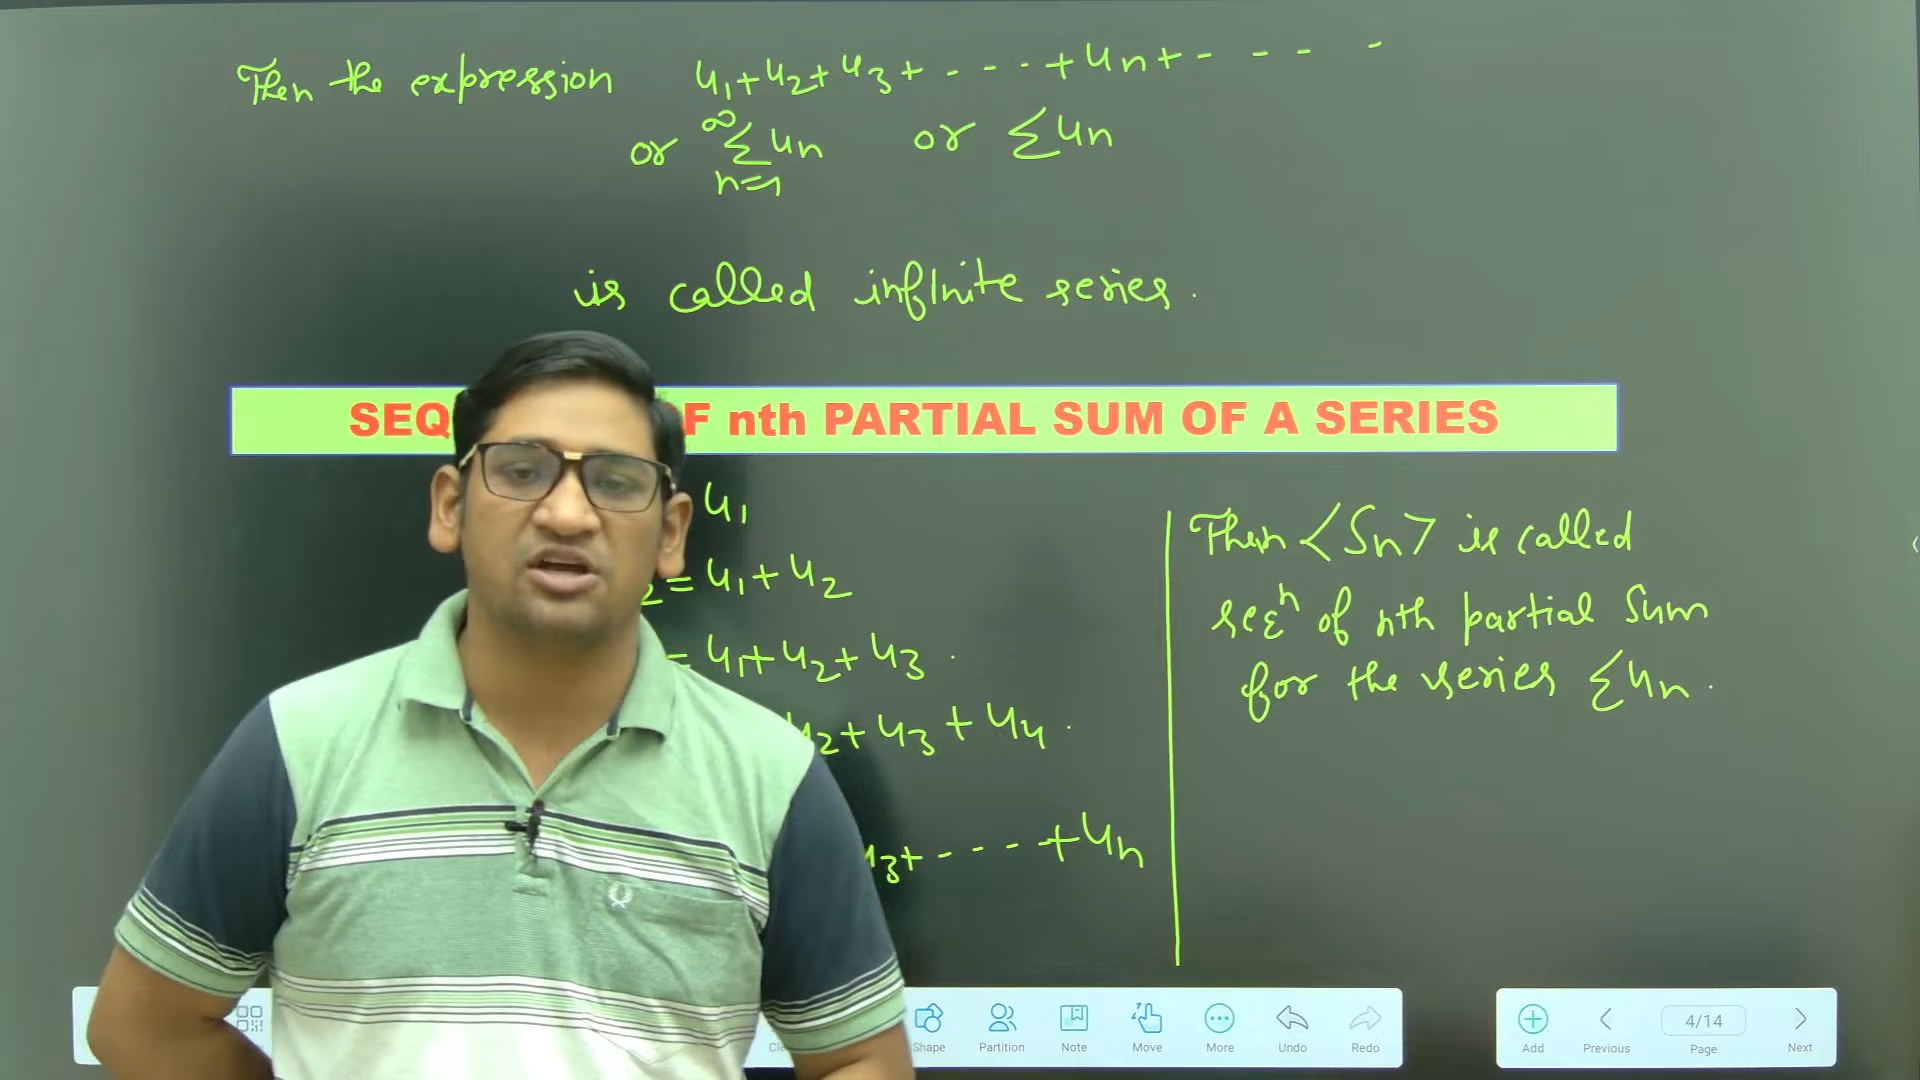 Then the expression u1+u2+u3+----+un+- - - -
or ∞∑n=1 un or ∑un
is called infinite series.
SEQ F nth PARTIAL SUM OF A SERIES
u1
2=u1+u2
= u1+u2+u3.
u2+u3+u4.
u3+----+un
Then <Sn> is called
seqn of nth partial sum
for the series ∑un.
Shape
Partition
Note
Move
More
Undo
Redo
Add
Previous
4/14
Page
Next